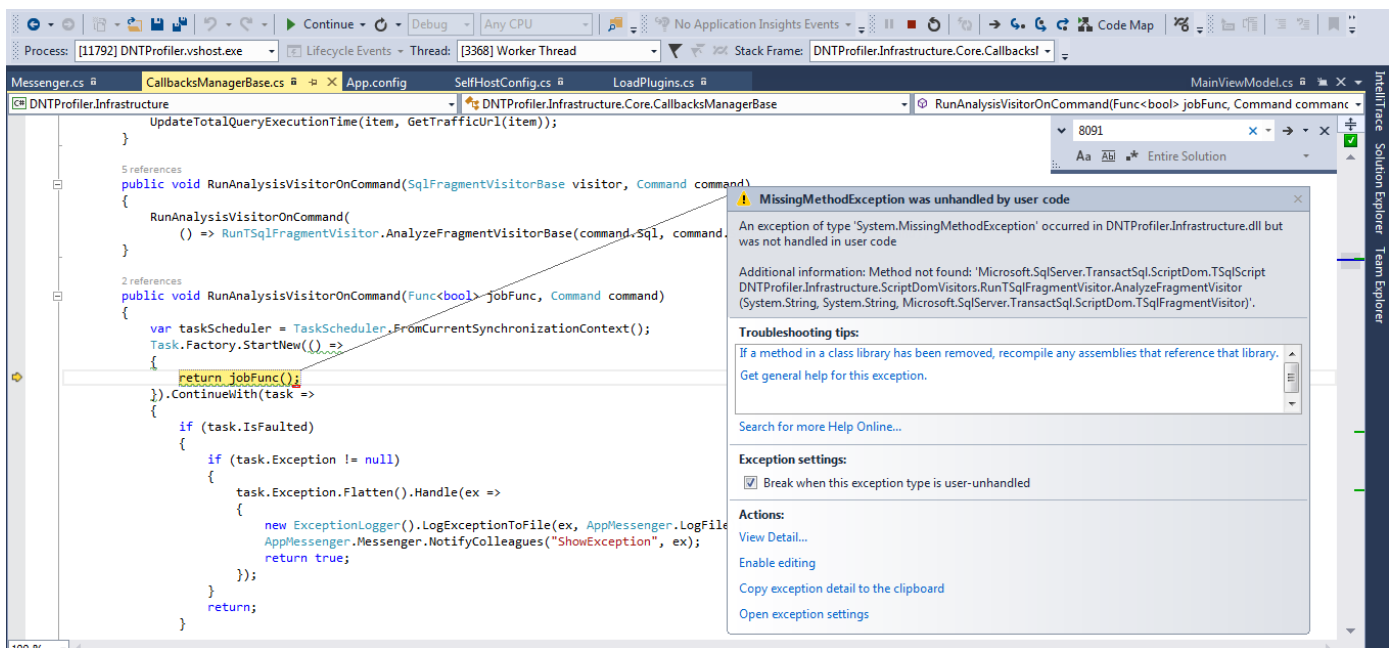 Continue Debug Any CPU No Application Insights Events Code Map
Process: [11792] DNTProfiler.vshost.exe Lifecycle Events Thread: [3368] Worker Thread Stack Frame: DNTProfiler.Infrastructure.Core.CallbacksM
Messenger.cs CallbacksManagerBase.cs App.config SelfHostConfig.cs LoadPlugins.cs MainViewModel.cs
DNTProfiler.Infrastructure DNTProfiler.Infrastructure.Core.CallbacksManagerBase RunAnalysisVisitorOnCommand(Func<bool> jobFunc, Command commanc
8091
Aa Abl Entire Solution
UpdateTotalQueryExecutionTime(item, GetTrafficUrl(item));
}
5 references
public void RunAnalysisVisitorOnCommand(SqlFragmentVisitorBase visitor, Command command)
{
RunAnalysisVisitorOnCommand(
() => RunTSqlFragmentVisitor.AnalyzeFragmentVisitorBase(command.Sql, command.
}
2 references
public void RunAnalysisVisitorOnCommand(Func<bool> jobFunc, Command command)
{
var taskScheduler = TaskScheduler.FromCurrentSynchronizationContext();
Task.Factory.StartNew(() =>
{
return jobFunc();
}).ContinueWith(task =>
{
if (task.IsFaulted)
{
if (task.Exception != null)
{
task.Exception.Flatten().Handle(ex =>
{
new ExceptionLogger().LogExceptionToFile(ex, AppMessenger.LogFile
AppMessenger.Messenger.NotifyColleagues("ShowException", ex);
return true;
});
}
return;
}
100 %
MissingMethodException was unhandled by user code
An exception of type 'System.MissingMethodException' occurred in DNTProfiler.Infrastructure.dll but
was not handled in user code
Additional information: Method not found: 'Microsoft.SqlServer.TransactSql.ScriptDom.TSqlScript
DNTProfiler.Infrastructure.ScriptDomVisitors.RunTSqlFragmentVisitor.AnalyzeFragmentVisitor
(System.String, System.String, Microsoft.SqlServer.TransactSql.ScriptDom.TSqlFragmentVisitor)'.
Troubleshooting tips:
If a method in a class library has been removed, recompile any assemblies that reference that library.
Get general help for this exception.
Search for more Help Online...
Exception settings:
Break when this exception type is user-unhandled
Actions:
View Detail...
Enable editing
Copy exception detail to the clipboard
Open exception settings
IntelliTrace
Solution Explorer
Team Explorer